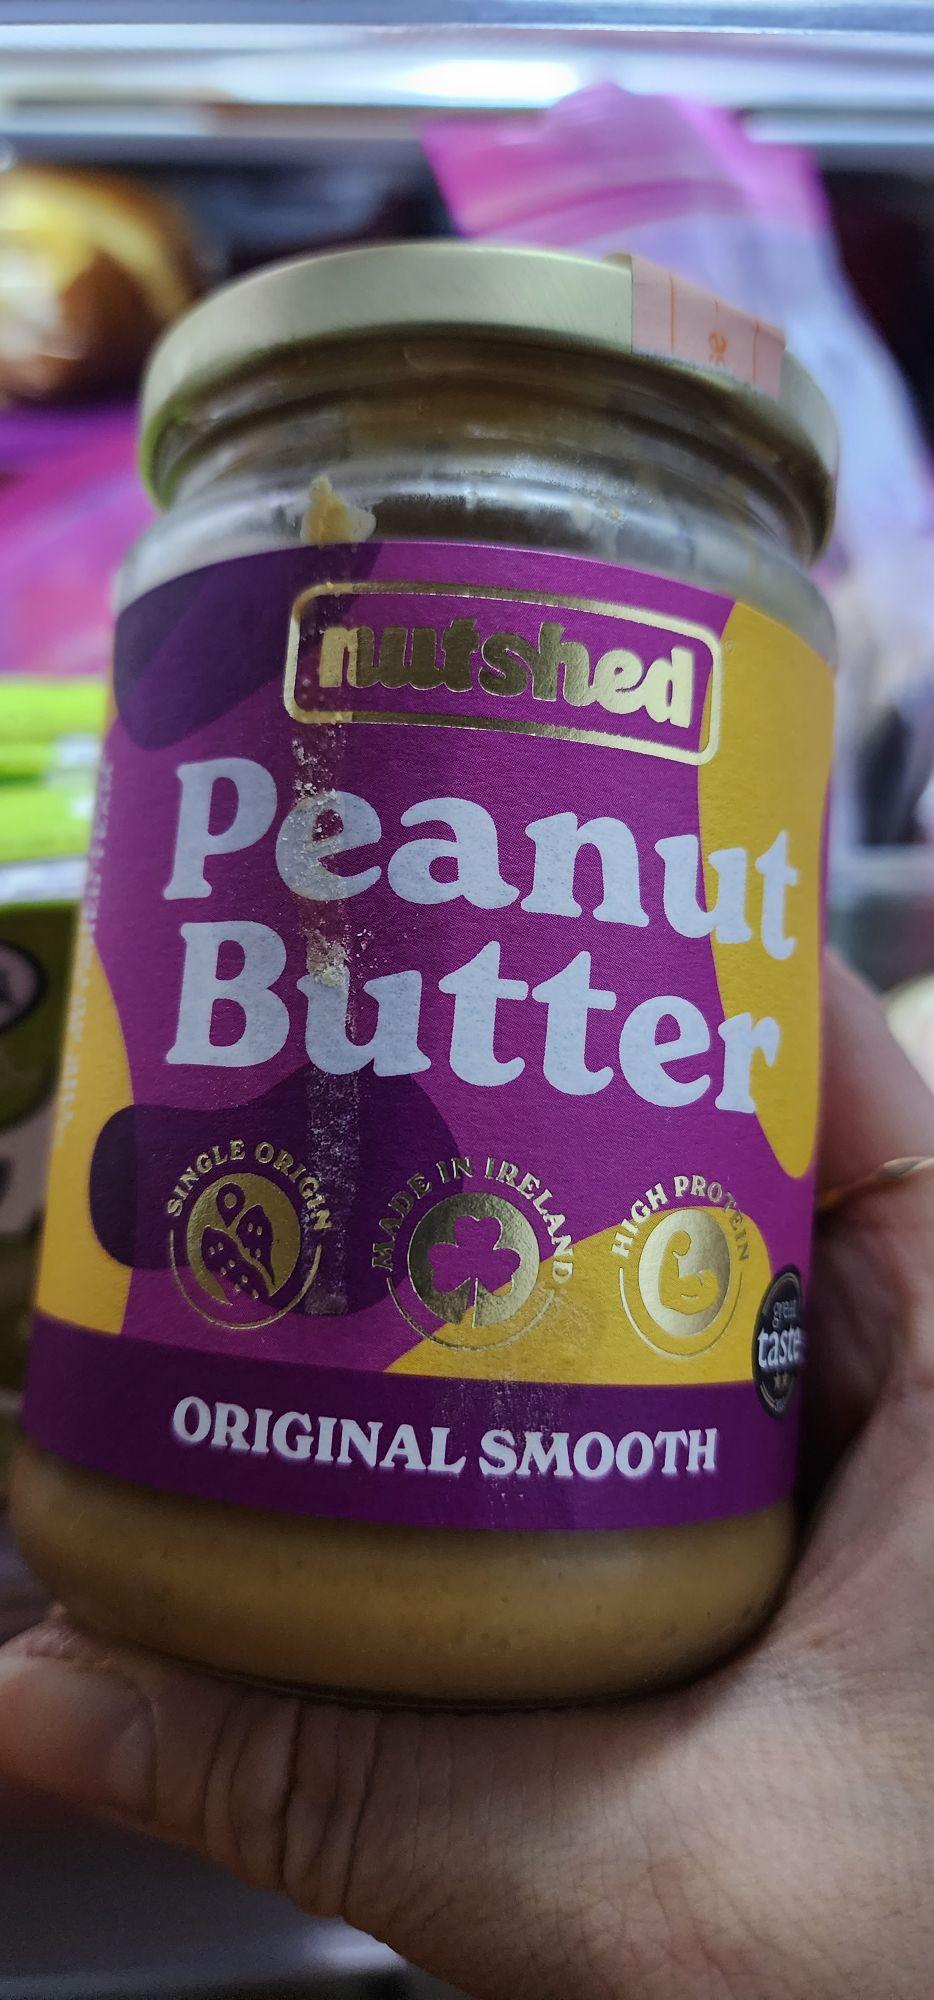 nutshed
Peanut
Butter
SINGLE ORIGIN
MADE IN IRELAND
HIGH PROTEIN
great
taste
ORIGINAL SMOOTH